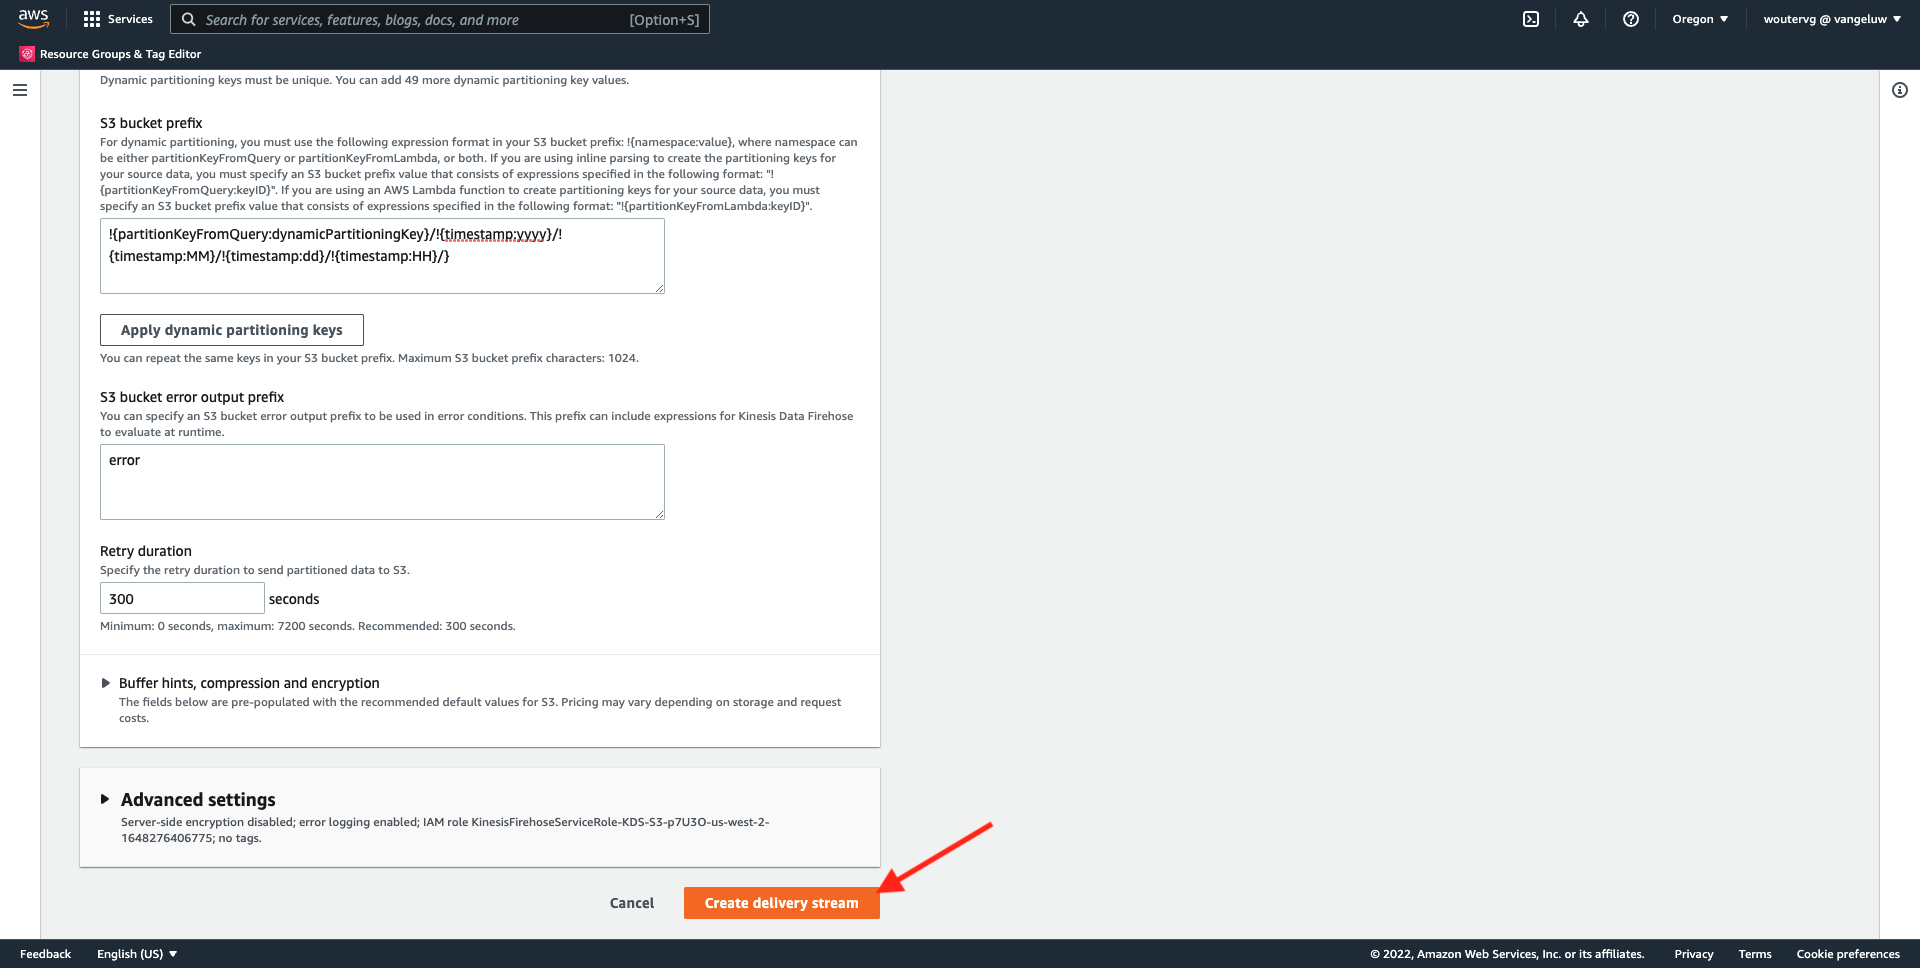 aws
Services
Search for services, features, blogs, docs, and more
[Option+S]
Oregon ▼
woutervg @ vangeluw ▼
Resource Groups & Tag Editor
Dynamic partitioning keys must be unique. You can add 49 more dynamic partitioning key values.
S3 bucket prefix
For dynamic partitioning, you must use the following expression format in your S3 bucket prefix: !{namespace:value}, where namespace can
be either partitionKeyFromQuery or partitionKeyFromLambda, or both. If you are using inline parsing to create the partitioning keys for
your source data, you must specify an S3 bucket prefix value that consists of expressions specified in the following format: "!
{partitionKeyFromQuery:keyID}". If you are using an AWS Lambda function to create partitioning keys for your source data, you must
specify an S3 bucket prefix value that consists of expressions specified in the following format: "!{partitionKeyFromLambda:keyID}".
!{partitionKeyFromQuery:dynamicPartitioningKey}/!{timestamp:yyyy}/!
{timestamp:MM}/!{timestamp:dd}/!{timestamp:HH}/}
Apply dynamic partitioning keys
You can repeat the same keys in your S3 bucket prefix. Maximum S3 bucket prefix characters: 1024.
S3 bucket error output prefix
You can specify an S3 bucket error output prefix to be used in error conditions. This prefix can include expressions for Kinesis Data Firehose
to evaluate at runtime.
error
Retry duration
Specify the retry duration to send partitioned data to S3.
300
seconds
Minimum: 0 seconds, maximum: 7200 seconds. Recommended: 300 seconds.
Buffer hints, compression and encryption
The fields below are pre-populated with the recommended default values for S3. Pricing may vary depending on storage and request
costs.
Advanced settings
Server-side encryption disabled; error logging enabled; IAM role KinesisFirehoseServiceRole-KDS-S3-p7U3O-us-west-2-
1648276406775; no tags.
Cancel
Create delivery stream
Feedback
English (US) ▼
© 2022, Amazon Web Services, Inc. or its affiliates.
Privacy
Terms
Cookie preferences